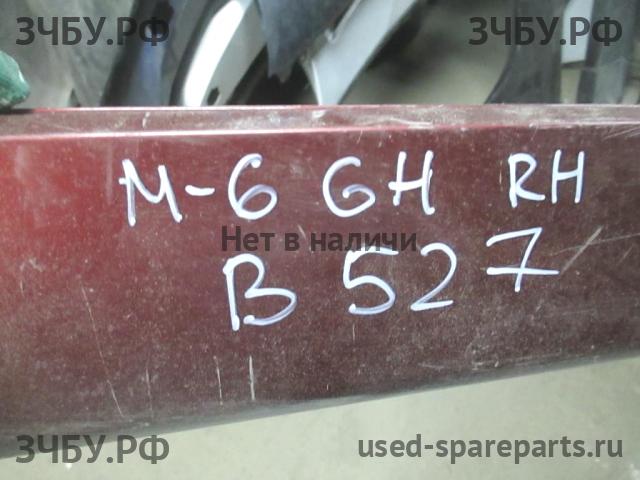 ЗЧБУ.РФ ЗЧБУ.РФ
M-6 GH RH
Нет в наличи
B 527
ЗЧБУ.РФ used-spareparts.ru